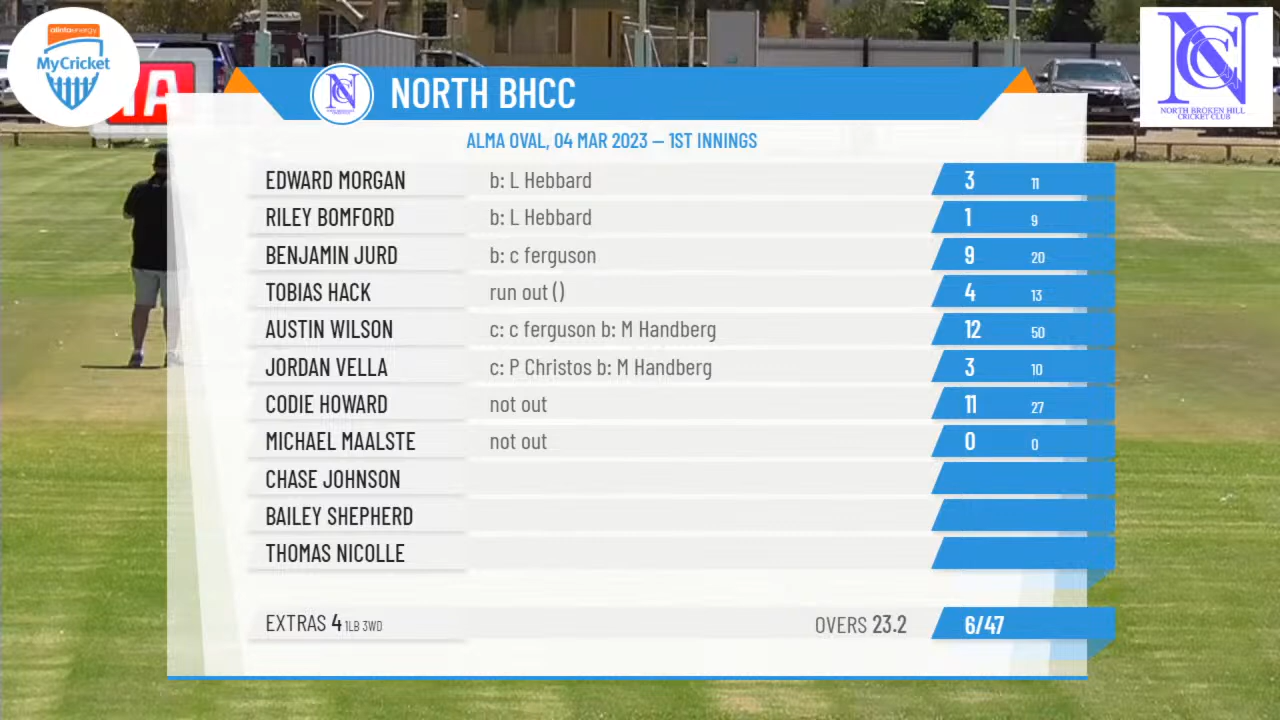 alintaenergy
MyCricket
NORTH BHCC
NORTH BROKEN HILL
CRICKET CLUB
ALMA OVAL, 04 MAR 2023 – 1ST INNINGS
EDWARD MORGAN b: L Hebbard 3 11
RILEY BOMFORD b: L Hebbard 1 9
BENJAMIN JURD b: c ferguson 9 20
TOBIAS HACK run out () 4 13
AUSTIN WILSON c: c ferguson b: M Handberg 12 50
JORDAN VELLA c: P Christos b: M Handberg 3 10
CODIE HOWARD not out 11 27
MICHAEL MAALSTE not out 0 0
CHASE JOHNSON
BAILEY SHEPHERD
THOMAS NICOLLE
EXTRAS 4 1LB 3WD OVERS 23.2 6/47